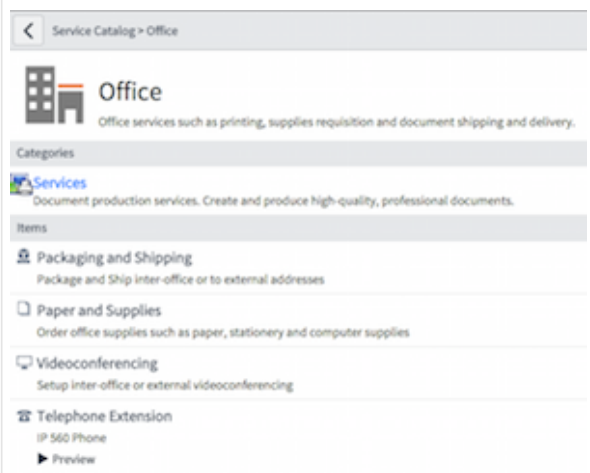 Service Catalog > Office
Office
Office services such as printing, supplies requisition and document shipping and delivery.
Categories
Services
Document production services. Create and produce high-quality, professional documents.
Items
Packaging and Shipping
Package and Ship inter-office or to external addresses
Paper and Supplies
Order office supplies such as paper, stationery and computer supplies
Videoconferencing
Setup inter-office or external videoconferencing
Telephone Extension
IP 560 Phone
Preview